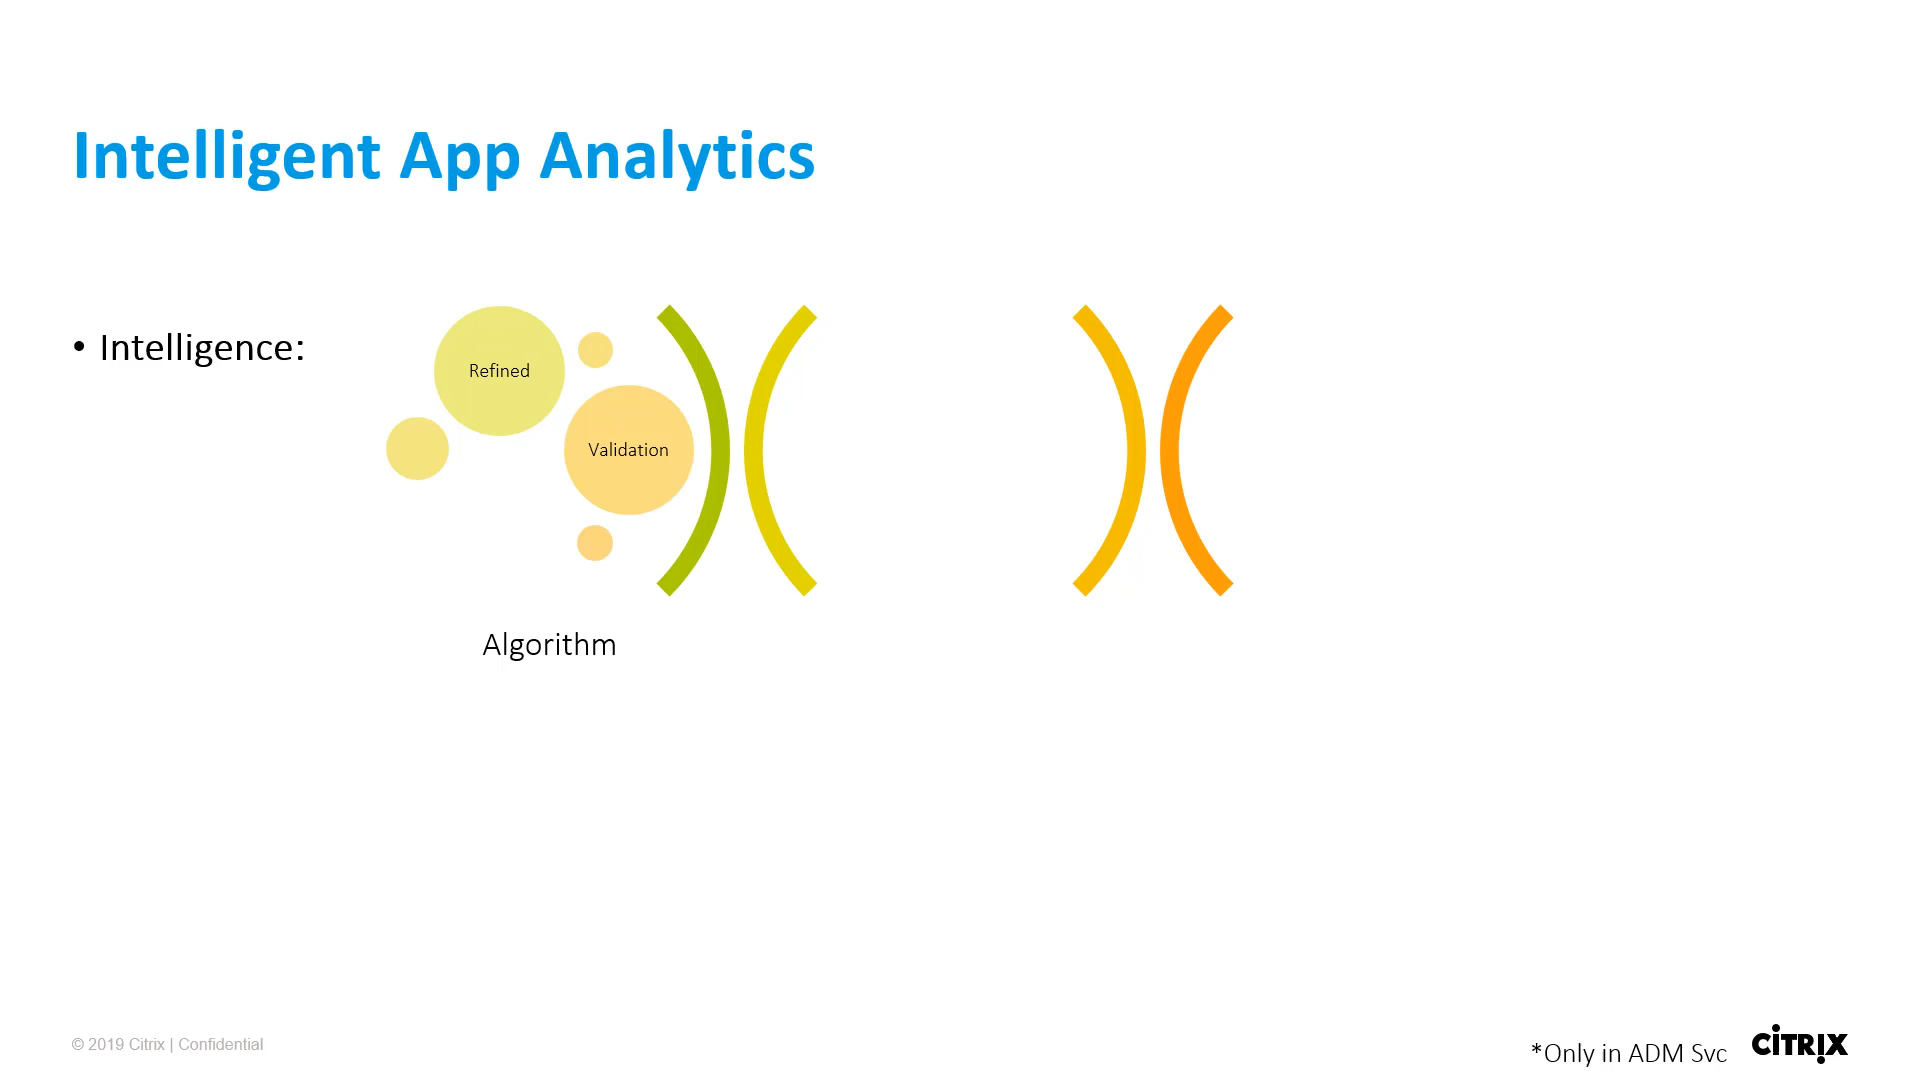 Intelligent App Analytics
• Intelligence:
Refined
Validation
Algorithm
© 2019 Citrix | Confidential
*Only in ADM Svc
CITRIX